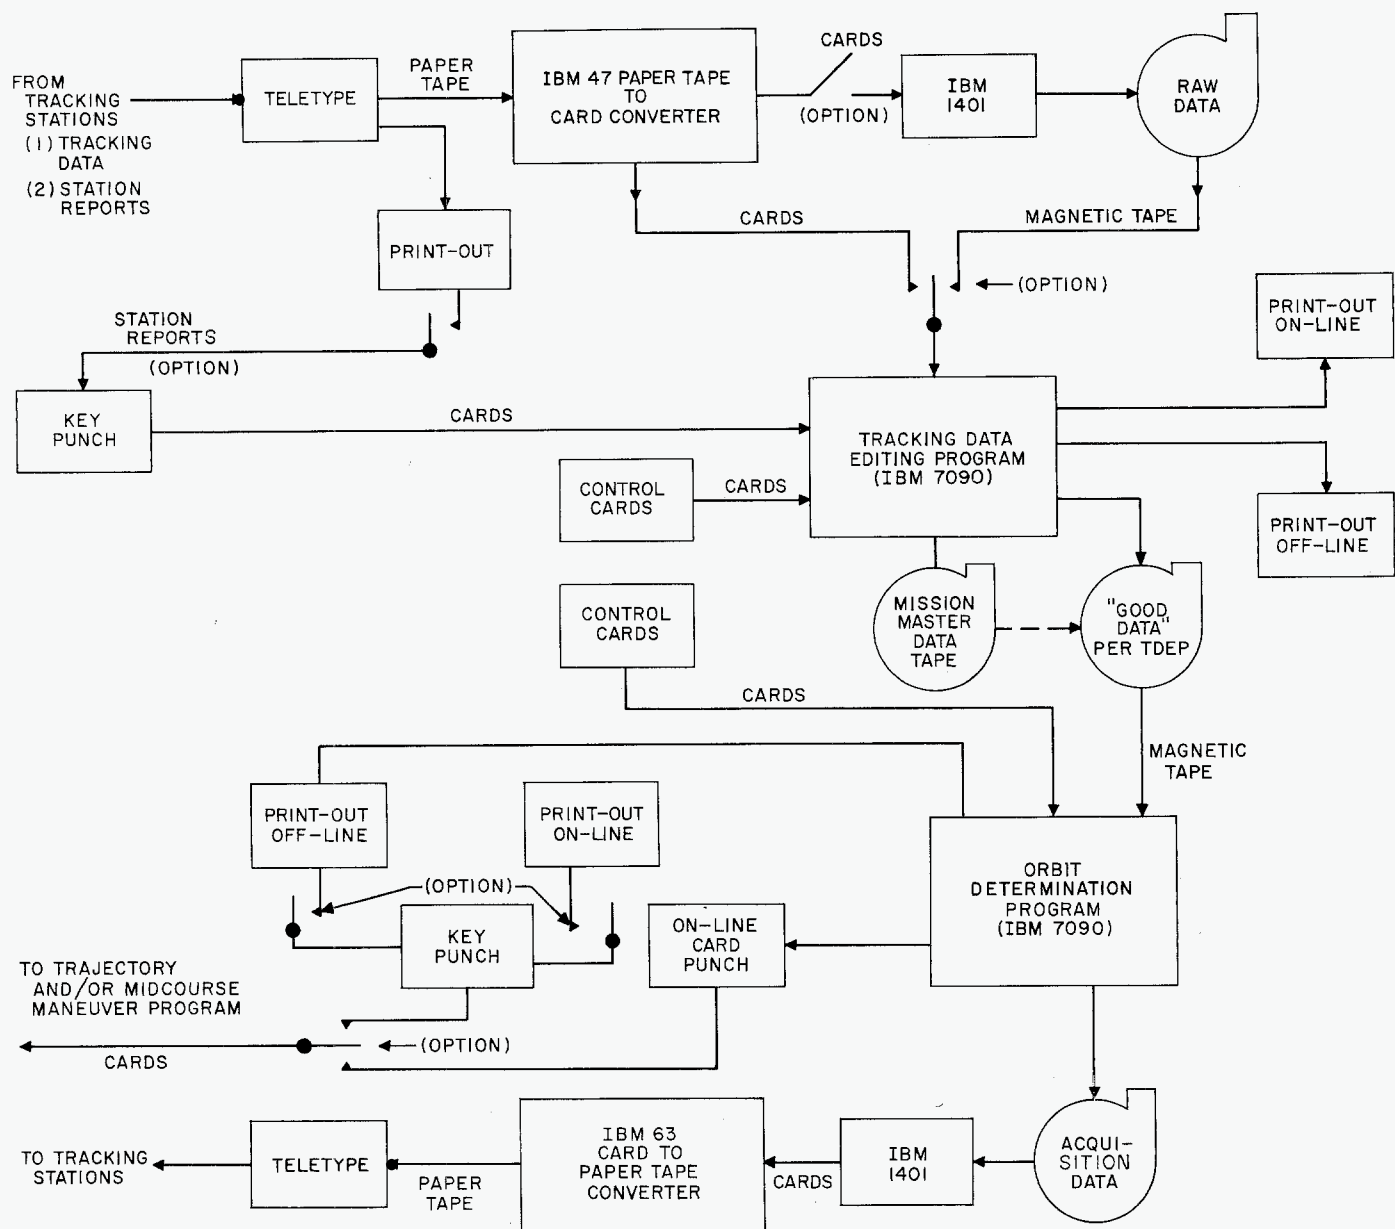 FROM
TRACKING
STATIONS
(1) TRACKING
DATA
(2) STATION
REPORTS
TELETYPE
PAPER
TAPE
IBM 47 PAPER TAPE
TO
CARD CONVERTER
CARDS
(OPTION)
IBM
1401
RAW
DATA
PRINT-OUT
CARDS
MAGNETIC TAPE
(OPTION)
STATION
REPORTS
(OPTION)
KEY
PUNCH
CARDS
TRACKING DATA
EDITING PROGRAM
(IBM 7090)
PRINT-OUT
ON-LINE
PRINT-OUT
OFF-LINE
CONTROL
CARDS
CARDS
CONTROL
CARDS
MISSION
MASTER
DATA
TAPE
"GOOD
DATA"
PER TDEP
CARDS
MAGNETIC
TAPE
PRINT-OUT
OFF-LINE
PRINT-OUT
ON-LINE
(OPTION)
KEY
PUNCH
ON-LINE
CARD
PUNCH
ORBIT
DETERMINATION
PROGRAM
(IBM 7090)
TO TRAJECTORY
AND/OR MIDCOURSE
MANEUVER PROGRAM
CARDS
(OPTION)
TO TRACKING
STATIONS
TELETYPE
PAPER
TAPE
IBM 63
CARD TO
PAPER TAPE
CONVERTER
CARDS
IBM
1401
ACQUI-
SITION
DATA